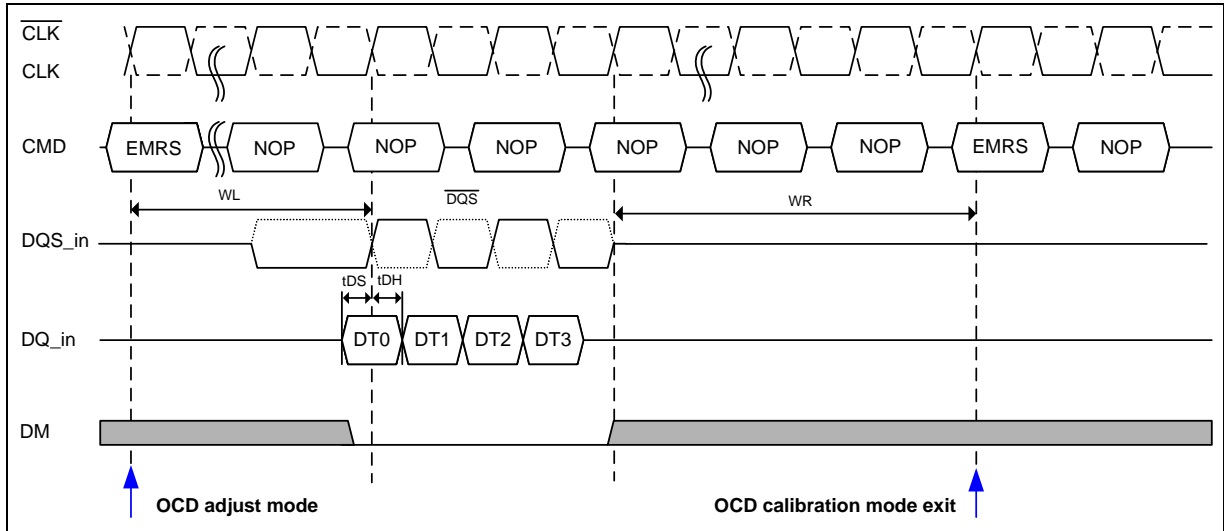 CLK
CLK
CMD EMRS NOP NOP NOP NOP NOP NOP EMRS NOP
WL DQS WR
DQS_in
tDS tDH
DQ_in DT0 DT1 DT2 DT3
DM
OCD adjust mode OCD calibration mode exit